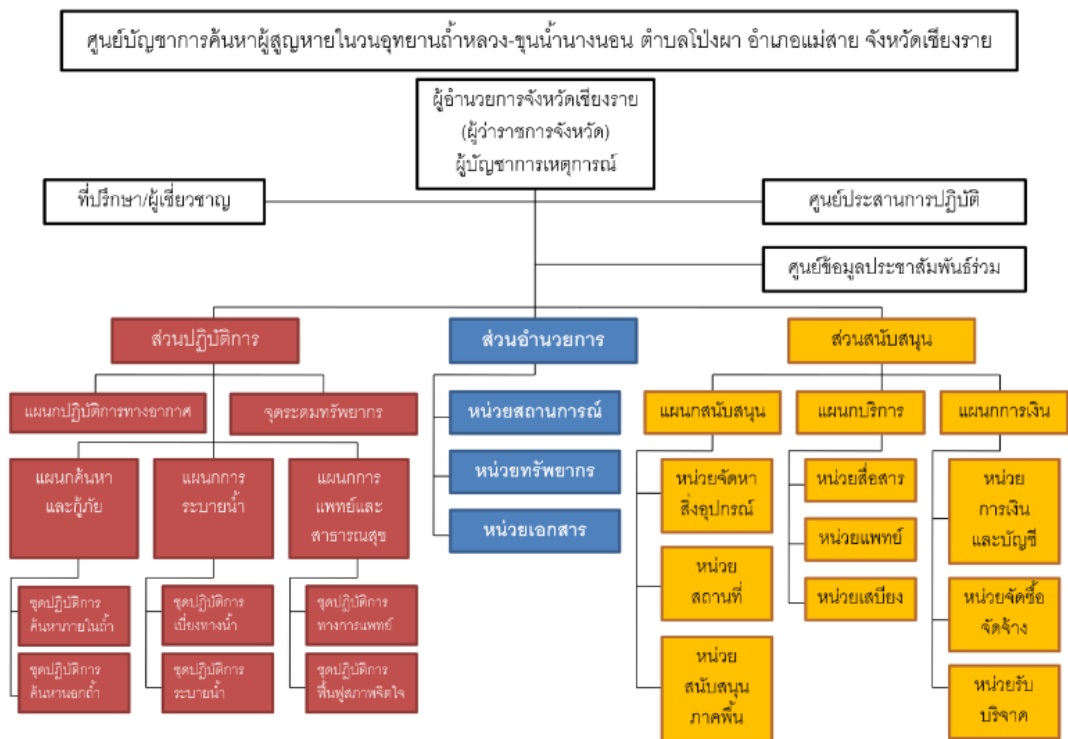 ศูนย์บัญชาการค้นหาผู้สูญหายในวนอุทยานถ้ำหลวง-ขุนน้ำนางนอน ตำบลโป่งผา อำเภอแม่สาย จังหวัดเชียงราย
ผู้อำนวยการจังหวัดเชียงราย
(ผู้ว่าราชการจังหวัด)
ผู้บัญชาการเหตุการณ์
ที่ปรึกษา/ผู้เชี่ยวชาญ
ศูนย์ประสานการปฏิบัติ
ศูนย์ข้อมูลประชาสัมพันธ์ร่วม
ส่วนปฏิบัติการ
แผนกปฏิบัติการทางอากาศ
จุดระดมทรัพยากร
แผนกค้นหา
และกู้ภัย
แผนกการ
ระบายน้ำ
แผนกการ
แพทย์และ
สาธารณสุข
ชุดปฏิบัติการ
ค้นหาภายในถ้ำ
ชุดปฏิบัติการ
เบี่ยงทางน้ำ
ชุดปฏิบัติการ
ทางการแพทย์
ชุดปฏิบัติการ
ค้นหานอกถ้ำ
ชุดปฏิบัติการ
ระบายน้ำ
ชุดปฏิบัติการ
ฟื้นฟูสภาพจิตใจ
ส่วนอำนวยการ
หน่วยสถานการณ์
หน่วยทรัพยากร
หน่วยเอกสาร
ส่วนสนับสนุน
แผนกสนับสนุน
แผนกบริการ
แผนกการเงิน
หน่วยจัดหา
สิ่งอุปกรณ์
หน่วย
สถานที่
หน่วย
สนับสนุน
ภาคพื้น
หน่วยสื่อสาร
หน่วยแพทย์
หน่วยเสบียง
หน่วย
การเงิน
และบัญชี
หน่วยจัดซื้อ
จัดจ้าง
หน่วยรับ
บริจาค